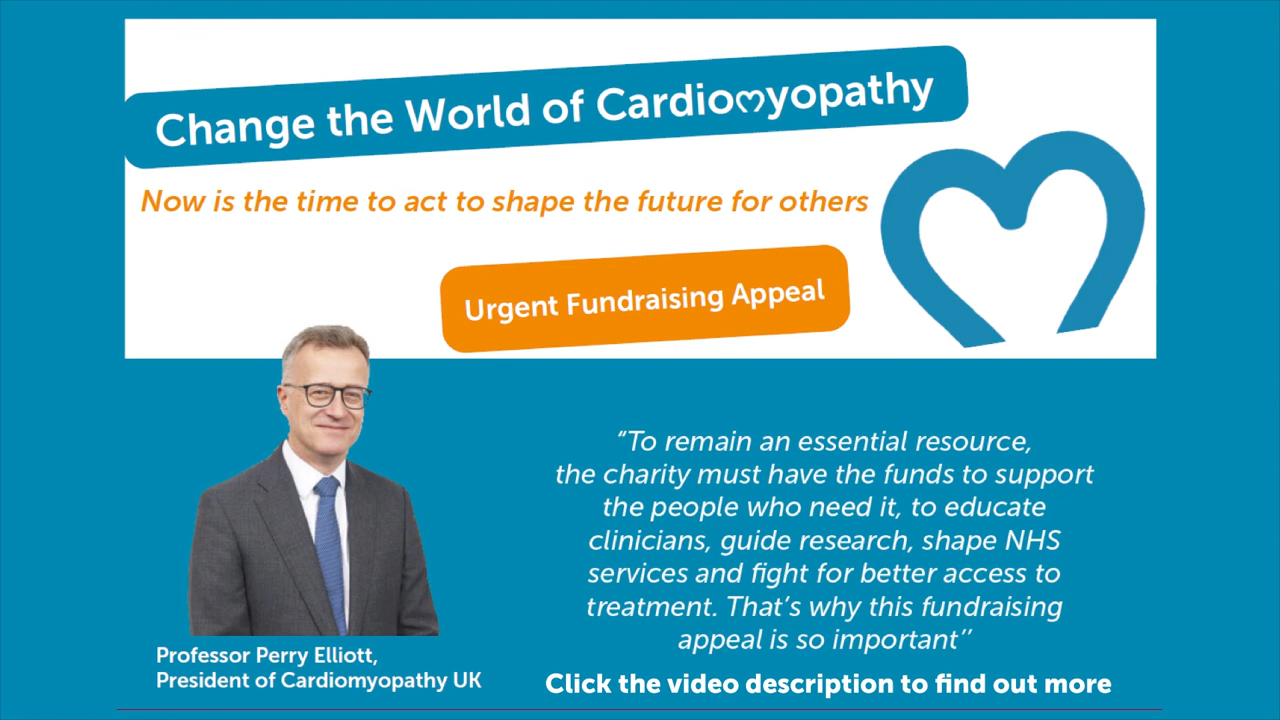 Change the World of Cardiomyopathy
Now is the time to act to shape the future for others
Urgent Fundraising Appeal
“To remain an essential resource,
the charity must have the funds to support
the people who need it, to educate
clinicians, guide research, shape NHS
services and fight for better access to
treatment. That’s why this fundraising
appeal is so important’’
Professor Perry Elliott,
President of Cardiomyopathy UK
Click the video description to find out more